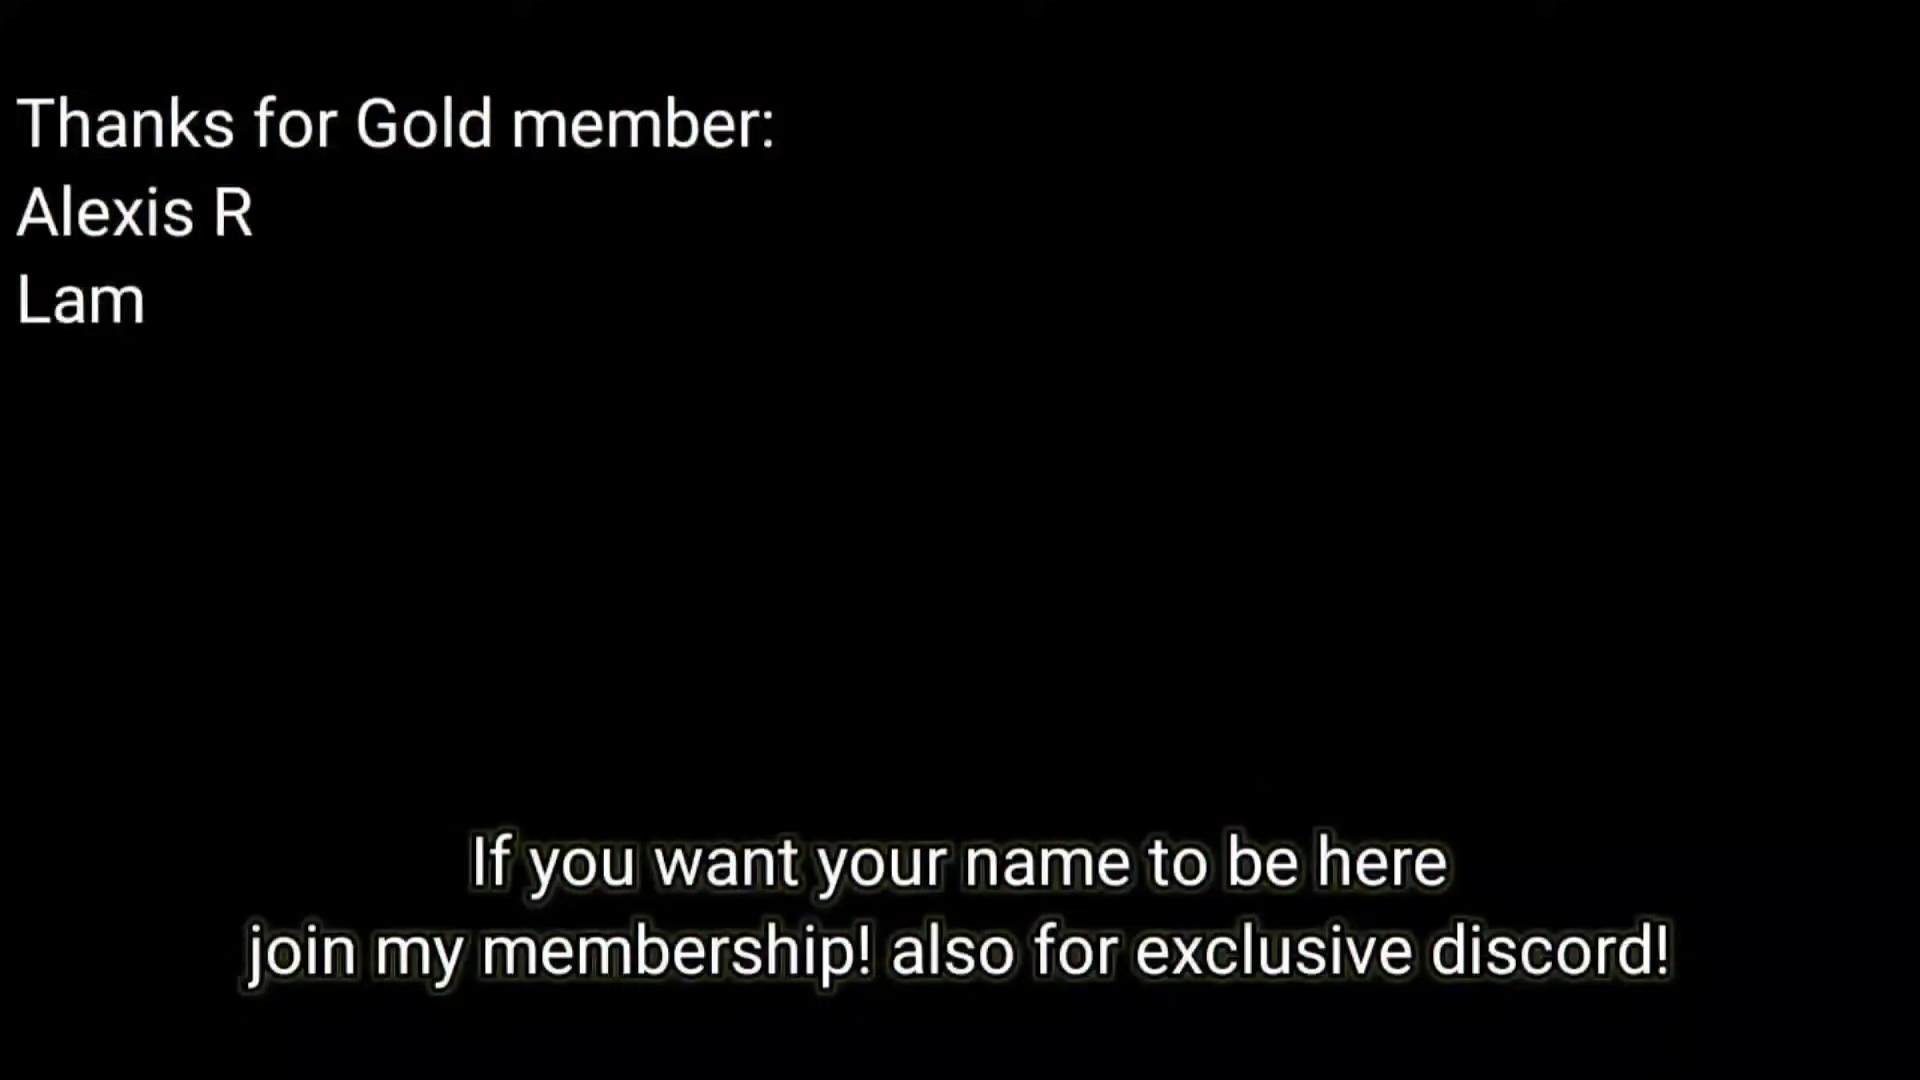 Thanks for Gold member:
Alexis R
Lam
If you want your name to be here
join my membership! also for exclusive discord!